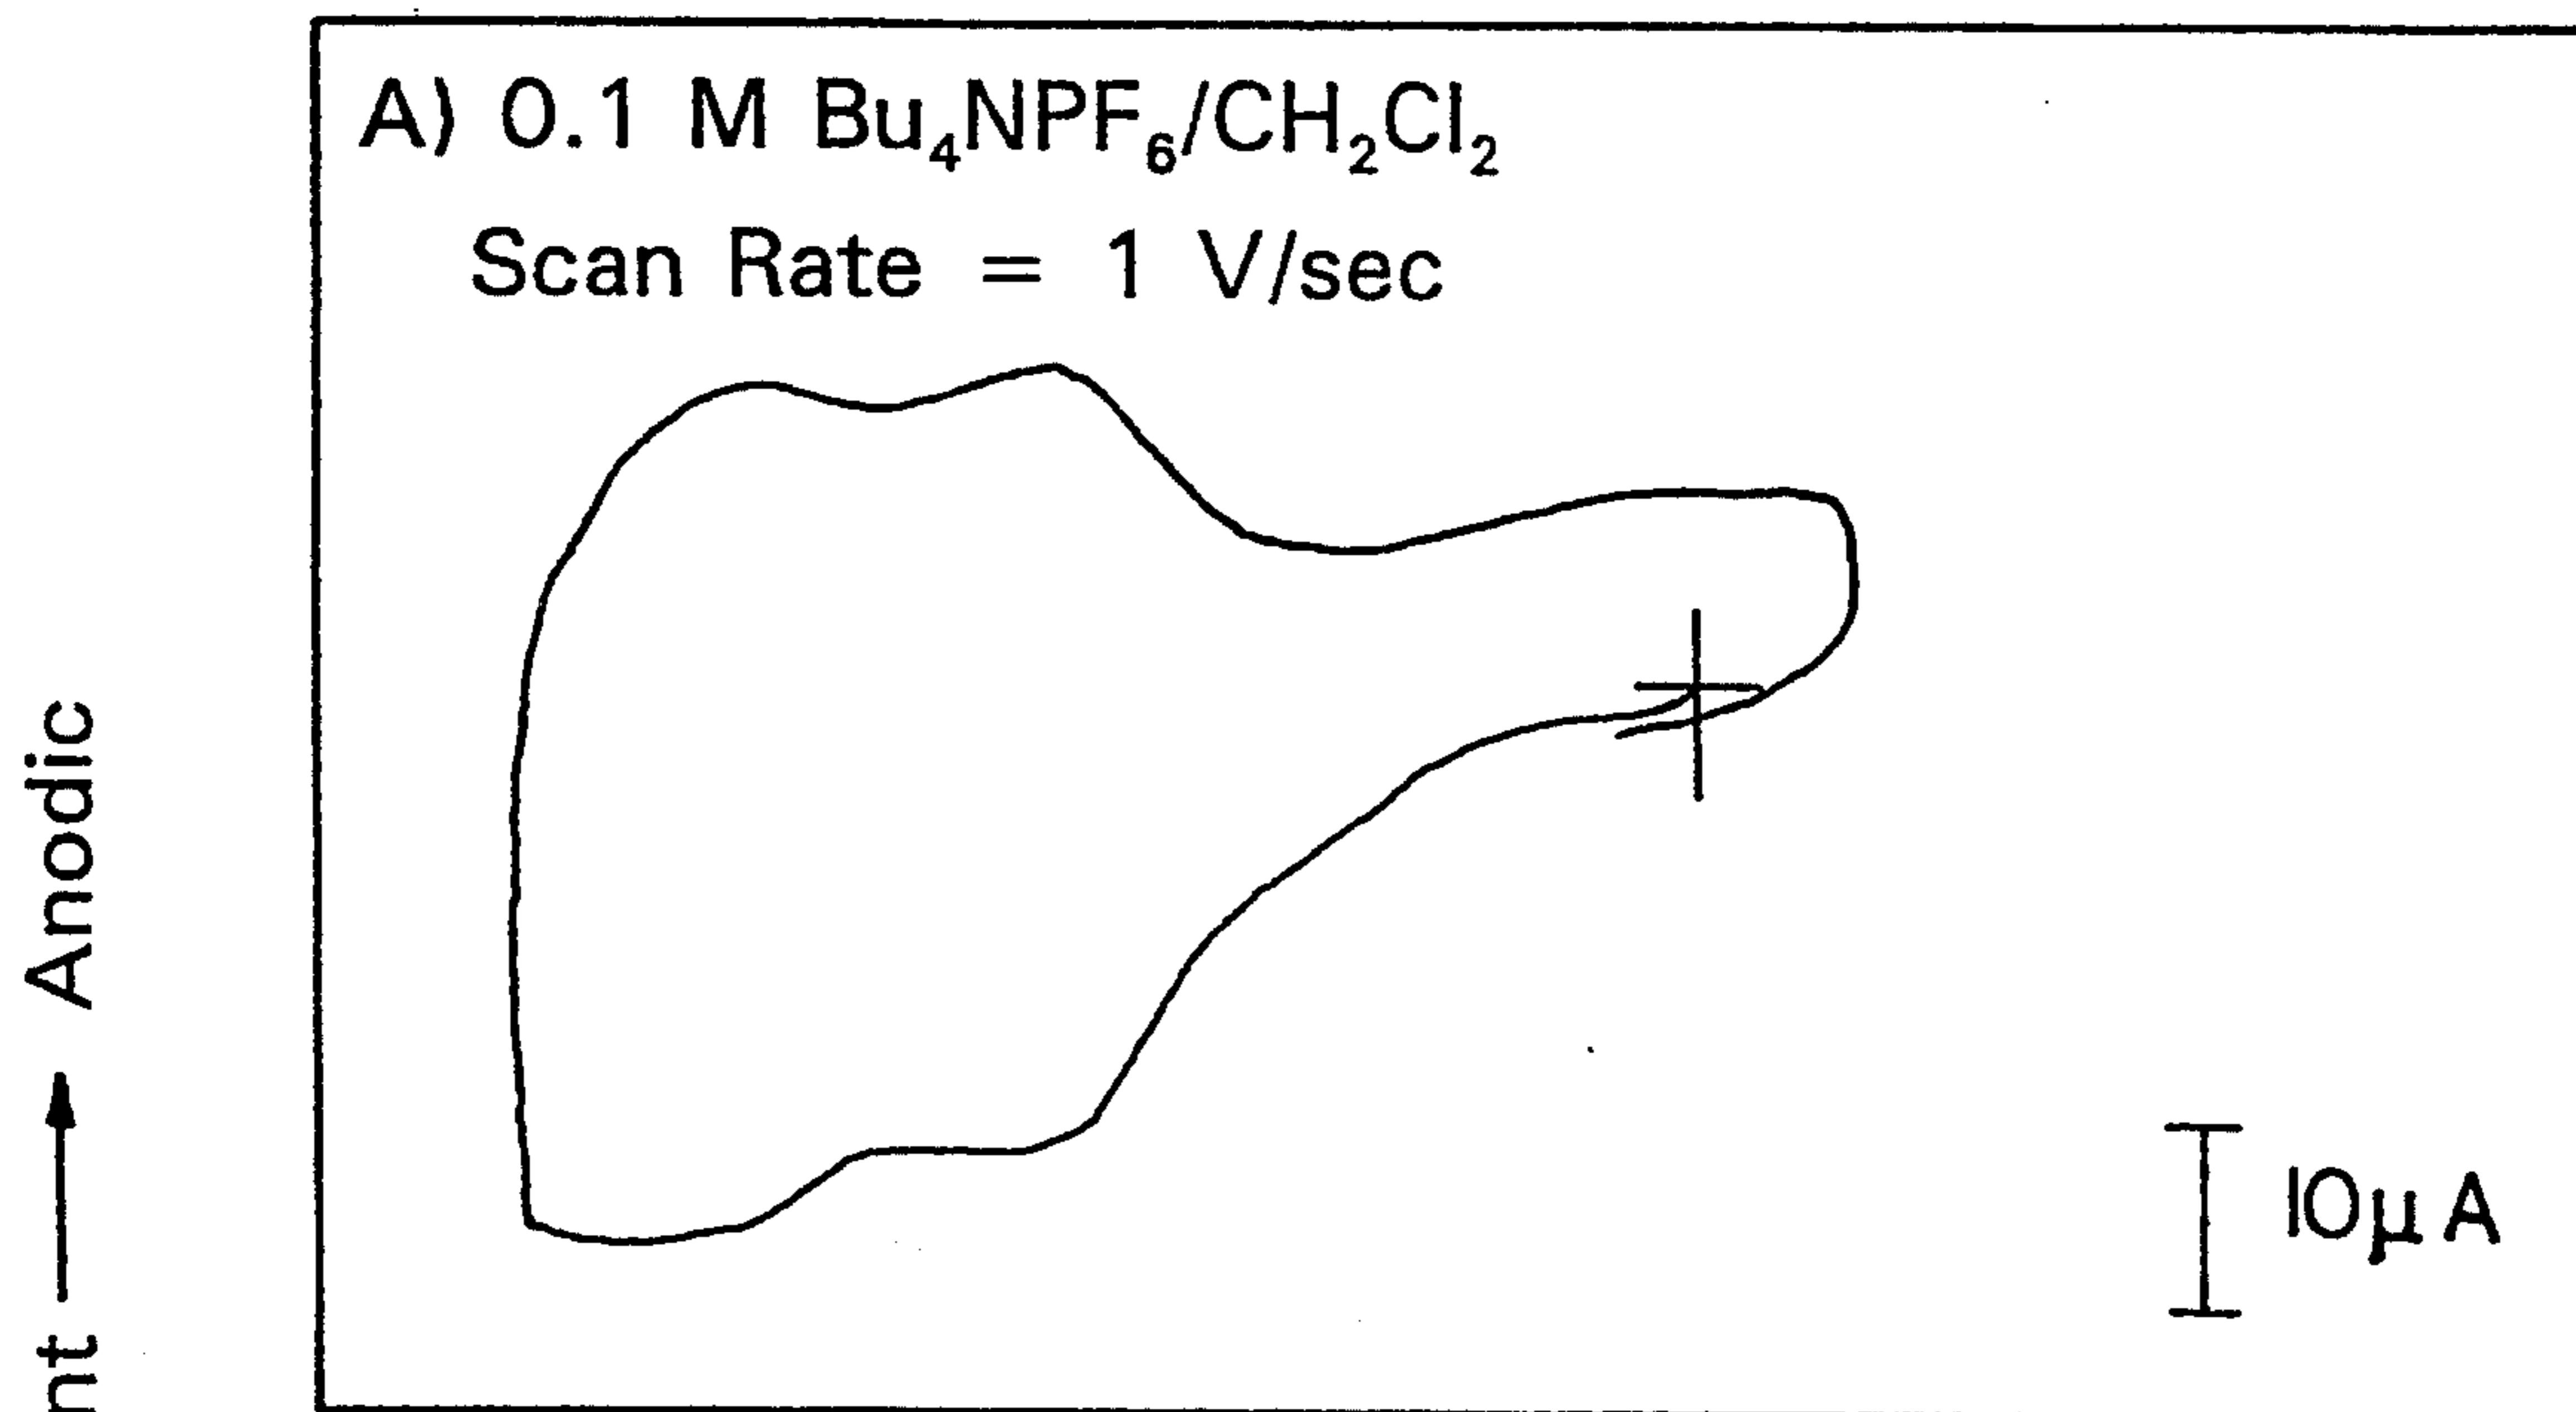 A) 0.1 M Bu₄NPF₆/CH₂Cl₂
Scan Rate = 1 V/sec
Anodic
10µA